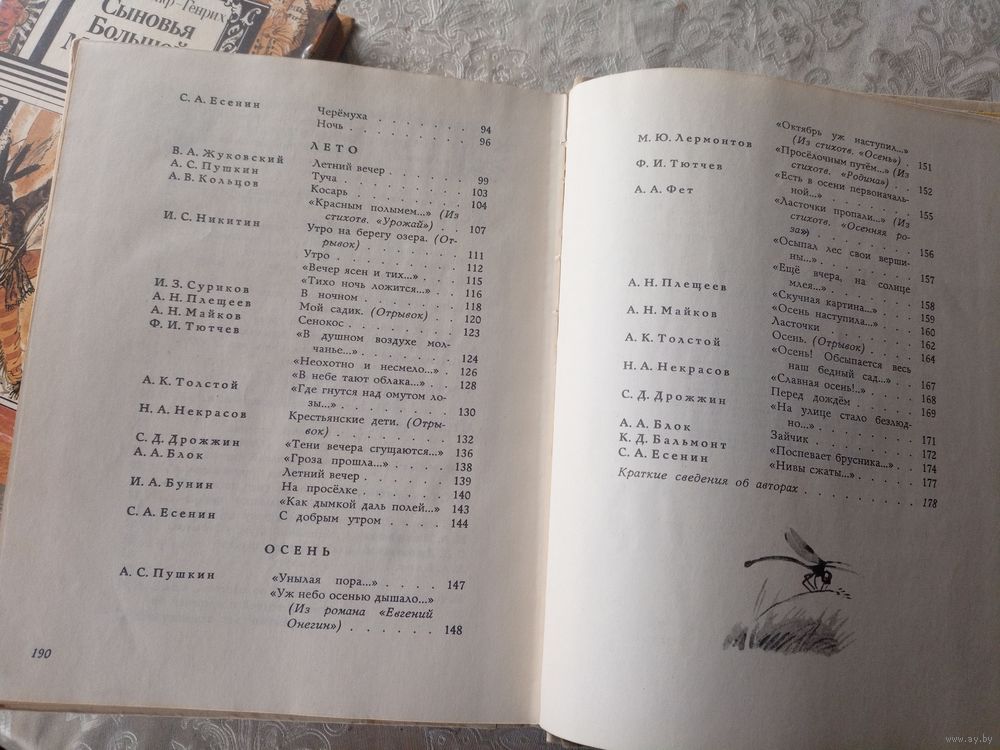 мир-Генрих
Сыновья
Большой
С. А. Есенин Черёмуха . . . . . . . 94
Ночь . . . . . . . . . 96
ЛЕТО
В. А. Жуковский Летний вечер . . . . . 99
А. С. Пушкин Туча . . . . . . . . . 103
А. В. Кольцов Косарь . . . . . . . . 104
«Красным полымем...» (Из
стихотв. «Урожай») . . . 107
И. С. Никитин Утро на берегу озера. (От-
рывок) . . . . . . . . 111
Утро . . . . . . . . . 112
«Вечер ясен и тих...» . . . 115
«Тихо ночь ложится...» . . 116
И. З. Суриков В ночном . . . . . . . 118
А. Н. Плещеев Мой садик. (Отрывок) . . 120
А. Н. Майков Сенокос . . . . . . . . 123
Ф. И. Тютчев «В душном воздухе мол-
чанье...» . . . . . . . 124
«Неохотно и несмело...» . . 126
«В небе тают облака...» . . 128
А. К. Толстой «Где гнутся над омутом ло-
зы...» . . . . . . . . 130
Н. А. Некрасов Крестьянские дети. (Отры-
вок) . . . . . . . . . 132
С. Д. Дрожжин «Тени вечера сгущаются...» 136
А. А. Блок «Гроза прошла...» . . . . 138
Летний вечер . . . . . . 139
И. А. Бунин На просёлке . . . . . . 140
«Как дымкой даль полей...» 143
С. А. Есенин С добрым утром . . . . 144
ОСЕНЬ
А. С. Пушкин «Унылая пора...» . . . . 147
«Уж небо осенью дышало...»
(Из романа «Евгений
Онегин») . . . . . . . 148
190
М. Ю. Лермонтов «Октябрь уж наступил...»
(Из стихотв. «Осень») . 151
«Просёлочным путём...» (Из
стихотв. «Родина») . . 152
Ф. И. Тютчев «Есть в осени первоначаль-
ной...» . . . . . . . . 155
А. А. Фет «Ласточки пропали...» (Из
стихотв. «Осенняя ро-
за») . . . . . . . . . 156
«Осыпал лес свои верши-
ны...» . . . . . . . . 157
«Ещё вчера, на солнце
млея...» . . . . . . . 158
А. Н. Плещеев «Скучная картина...» . . . 159
«Осень наступила...» . . . 160
А. Н. Майков Ласточки . . . . . . . 162
Осень. (Отрывок) . . . . 164
А. К. Толстой «Осень! Обсыпается весь
наш бедный сад...» . . 167
Н. А. Некрасов «Славная осень!..» . . . . 168
Перед дождём . . . . . 169
С. Д. Дрожжин «На улице стало безлюд-
но...» . . . . . . . . 171
А. А. Блок Зайчик . . . . . . . . 172
К. Д. Бальмонт «Поспевает брусника...» . . 174
С. А. Есенин «Нивы сжаты...» . . . . 177
Краткие сведения об авторах . . . . . . . 178
www.ay.by